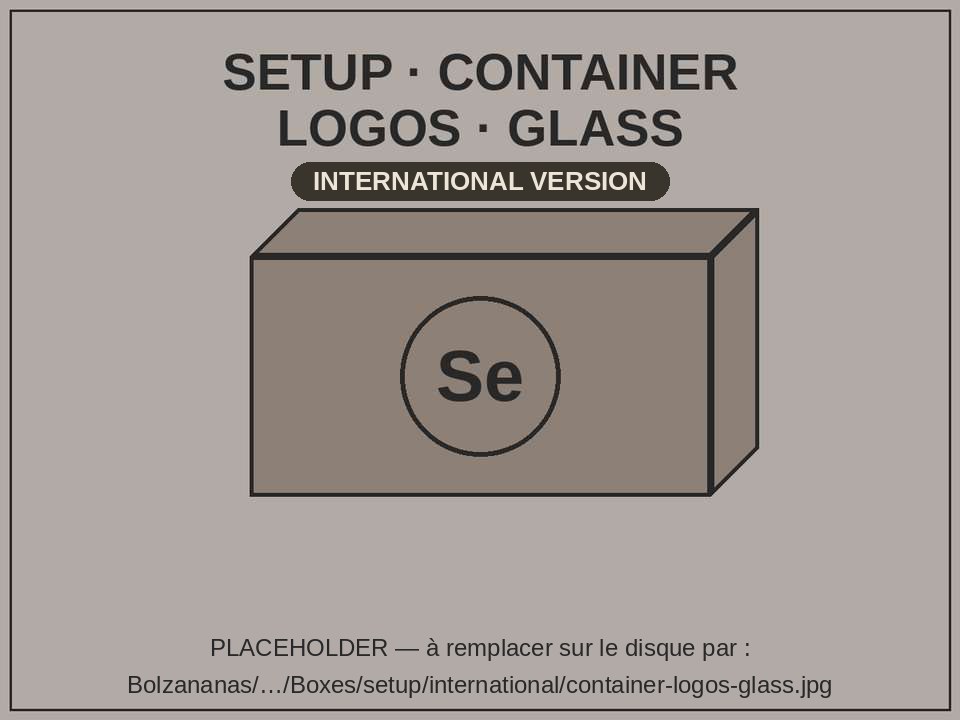 SETUP · CONTAINER
LOGOS · GLASS
INTERNATIONAL VERSION
Se
PLACEHOLDER — à remplacer sur le disque par :
Bolzananas/…/Boxes/setup/international/container-logos-glass.jpg